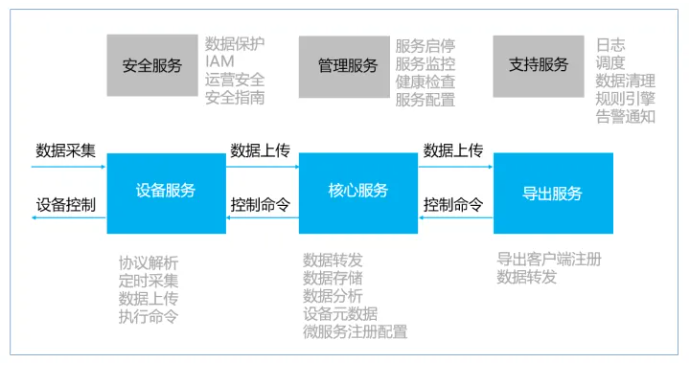 安全服务
数据保护
IAM
运营安全
安全指南
管理服务
服务启停
服务监控
健康检查
服务配置
支持服务
日志
调度
数据清理
规则引擎
告警通知
数据采集
设备控制
设备服务
数据上传
控制命令
核心服务
数据上传
控制命令
导出服务
协议解析
定时采集
数据上传
执行命令
数据转发
数据存储
数据分析
设备元数据
微服务注册配置
导出客户端注册
数据转发